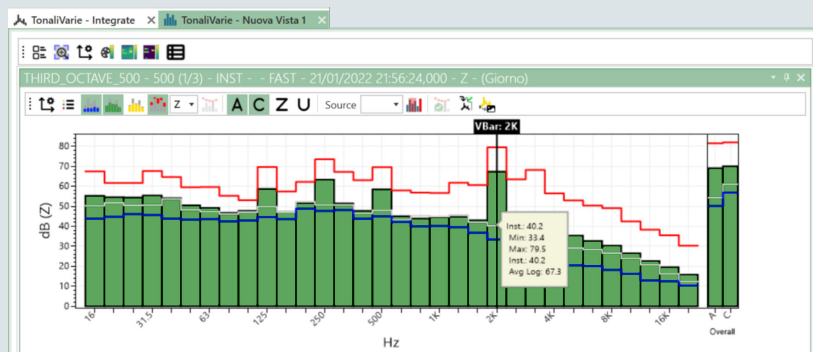 TonaliVarie - Integrate
TonaliVarie - Nuova Vista 1
THIRD_OCTAVE_500 - 500 (1/3) - INST - - FAST - 21/01/2022 21:56:24,000 - Z - (Giorno)
Z A C Z U Source
VBar: 2K
80
70
60
50
40
30
20
10
0
dB (Z)
Inst.: 40.2
Min: 33.4
Max: 79.5
Inst.: 40.2
Avg Log: 67.3
16 31.5 63 125 250 500 1K 2K 4K 8K 16K A C
Overall
Hz